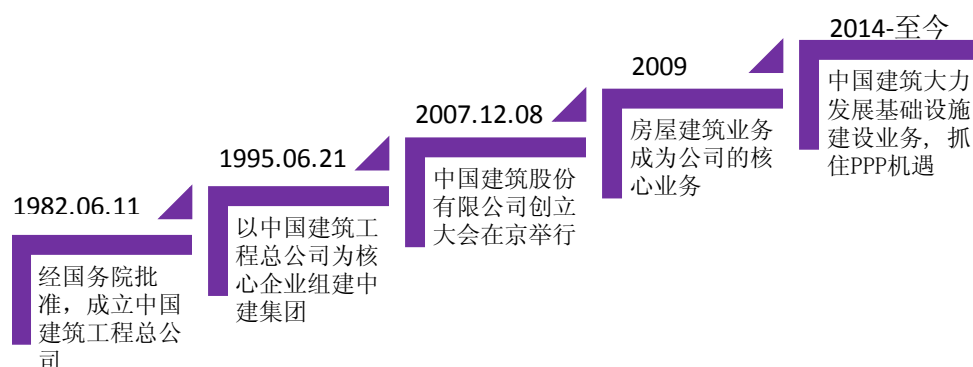 1982.06.11
经国务院批
准，成立中国
建筑工程总公
司
1995.06.21
以中国建筑工
程总公司为核
心企业组建中
建集团
2007.12.08
中国建筑股份
有限公司创立
大会在京举行
2009
房屋建筑业务
成为公司的核
心业务
2014-至今
中国建筑大力
发展基础设施
建设业务，抓
住PPP机遇